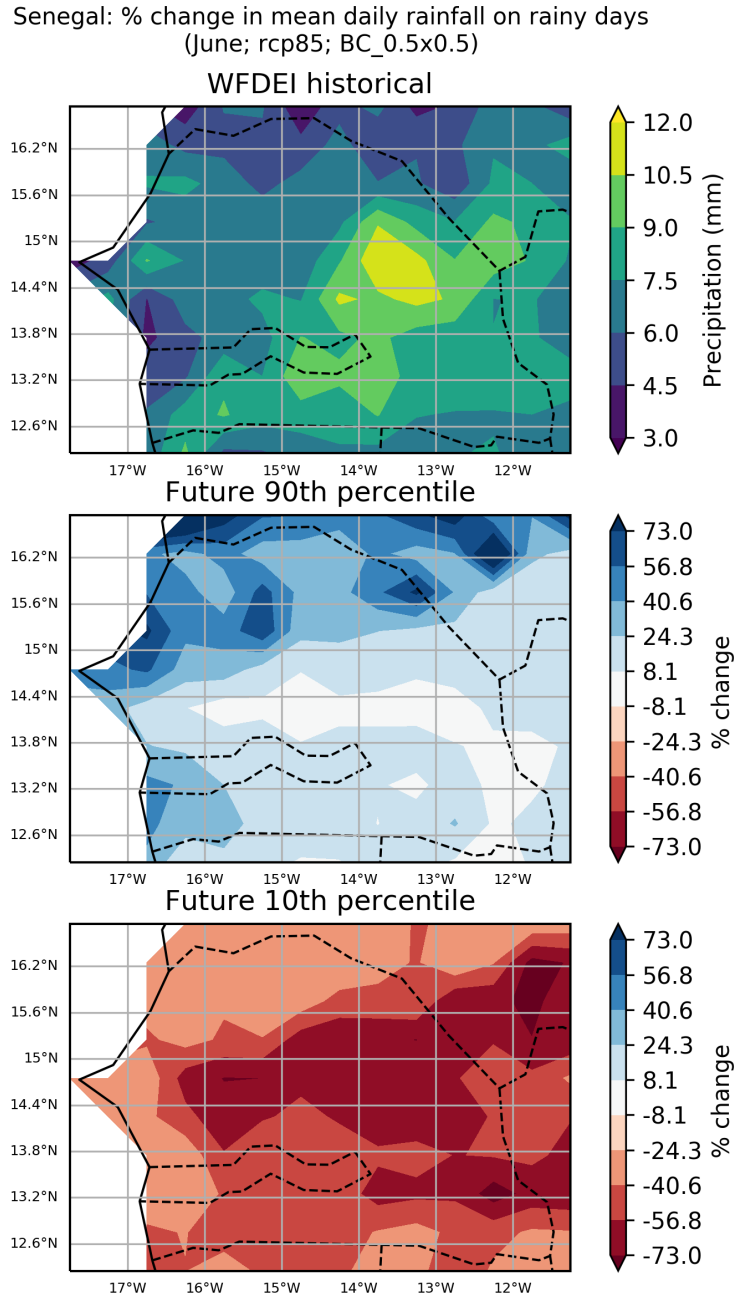 Senegal: % change in mean daily rainfall on rainy days
(June; rcp85; BC_0.5x0.5)
WFDEI historical
16.2°N
15.6°N
15°N
14.4°N
13.8°N
13.2°N
12.6°N
17°W 16°W 15°W 14°W 13°W 12°W
12.0
10.5
9.0
7.5
6.0
4.5
3.0
Precipitation (mm)
Future 90th percentile
16.2°N
15.6°N
15°N
14.4°N
13.8°N
13.2°N
12.6°N
17°W 16°W 15°W 14°W 13°W 12°W
73.0
56.8
40.6
24.3
8.1
-8.1
-24.3
-40.6
-56.8
-73.0
% change
Future 10th percentile
16.2°N
15.6°N
15°N
14.4°N
13.8°N
13.2°N
12.6°N
17°W 16°W 15°W 14°W 13°W 12°W
73.0
56.8
40.6
24.3
8.1
-8.1
-24.3
-40.6
-56.8
-73.0
% change